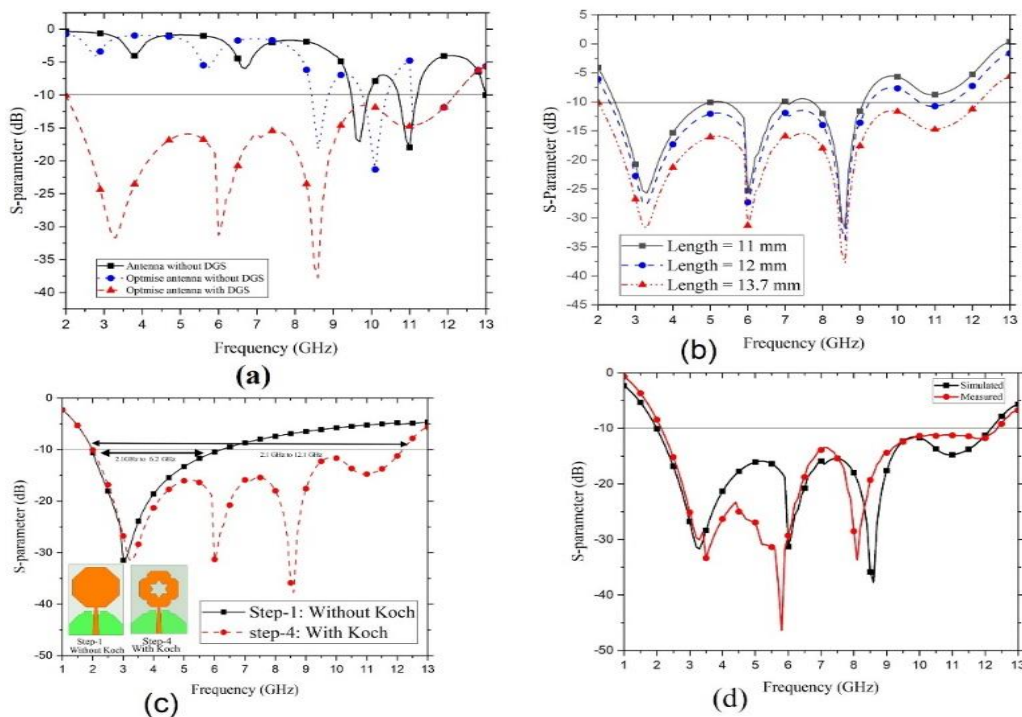 0
-5
-10
-15
-20
-25
-30
-35
-40
S-parameter (dB)
Antenna without DGS
Optmise antenna without DGS
Optmise antenna with DGS
2 3 4 5 6 7 8 9 10 11 12 13
Frequency (GHz)
(a)
5
0
-5
-10
-15
-20
-25
-30
-35
-40
-45
S-Parameter (dB)
Length = 11 mm
Length = 12 mm
Length = 13.7 mm
2 3 4 5 6 7 8 9 10 11 12 13
Frequency (GHz)
(b)
0
-10
-20
-30
-40
-50
S-parameter (dB)
2.1GHz to 6.2 GHz
2.1 GHz to 12.1 GHz
Step-1
Without Koch
Step-4
With Koch
Step-1: Without Koch
step-4: With Koch
1 2 3 4 5 6 7 8 9 10 11 12 13
Frequency (GHz)
(c)
0
-10
-20
-30
-40
-50
S-parameter (dB)
Simulated
Measured
1 2 3 4 5 6 7 8 9 10 11 12 13
Frequency (GHz)
(d)